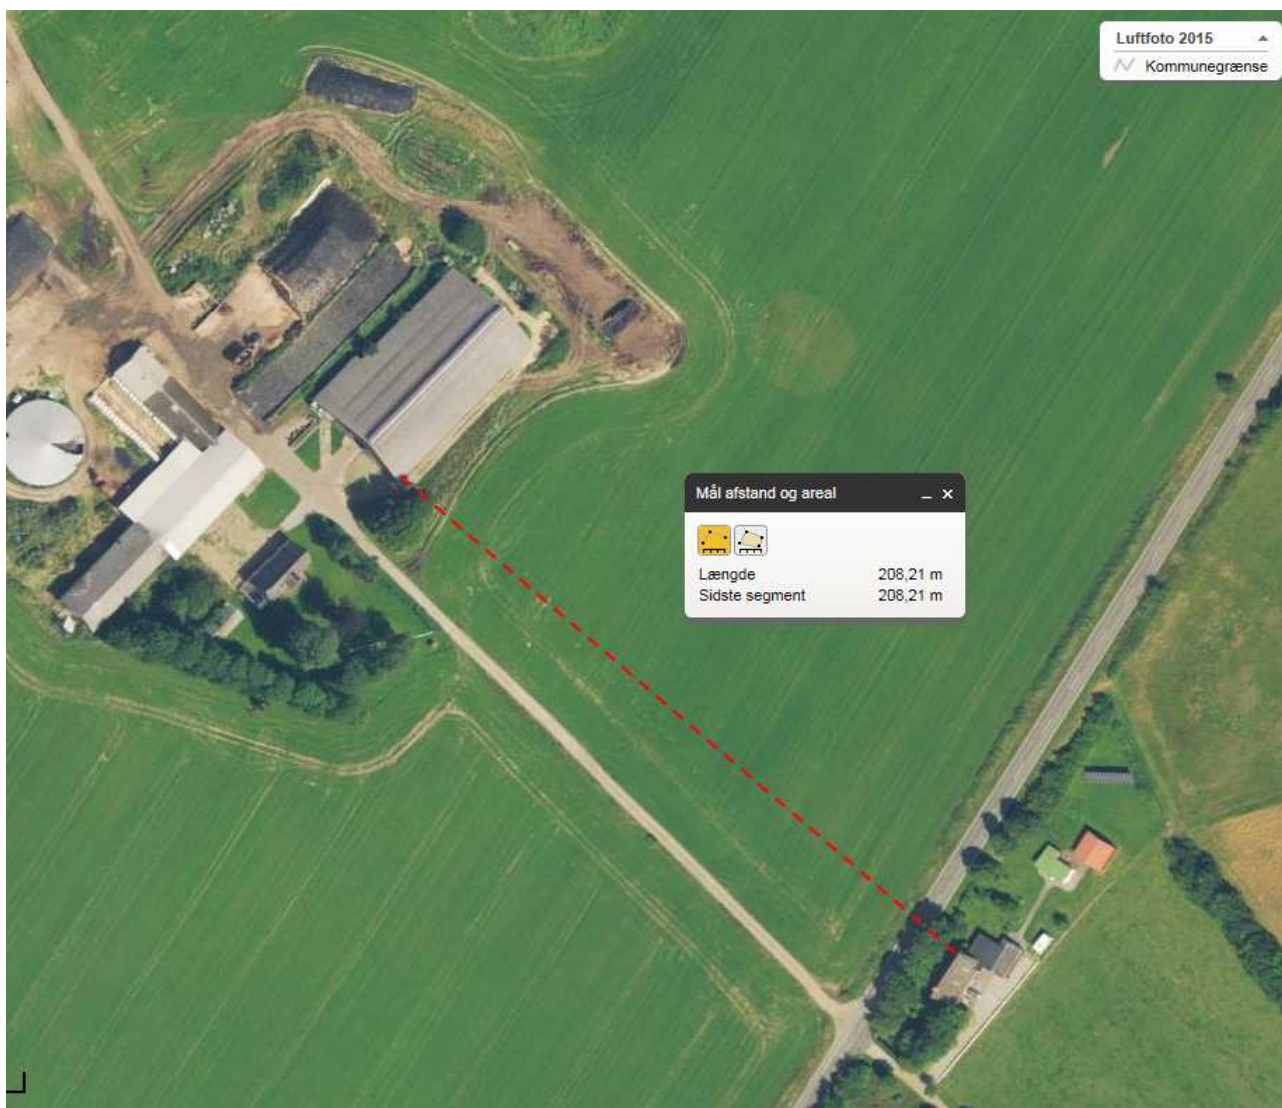 Luftfoto 2015
Kommunegrænse
Mål afstand og areal
Længde 208,21 m
Sidste segment 208,21 m